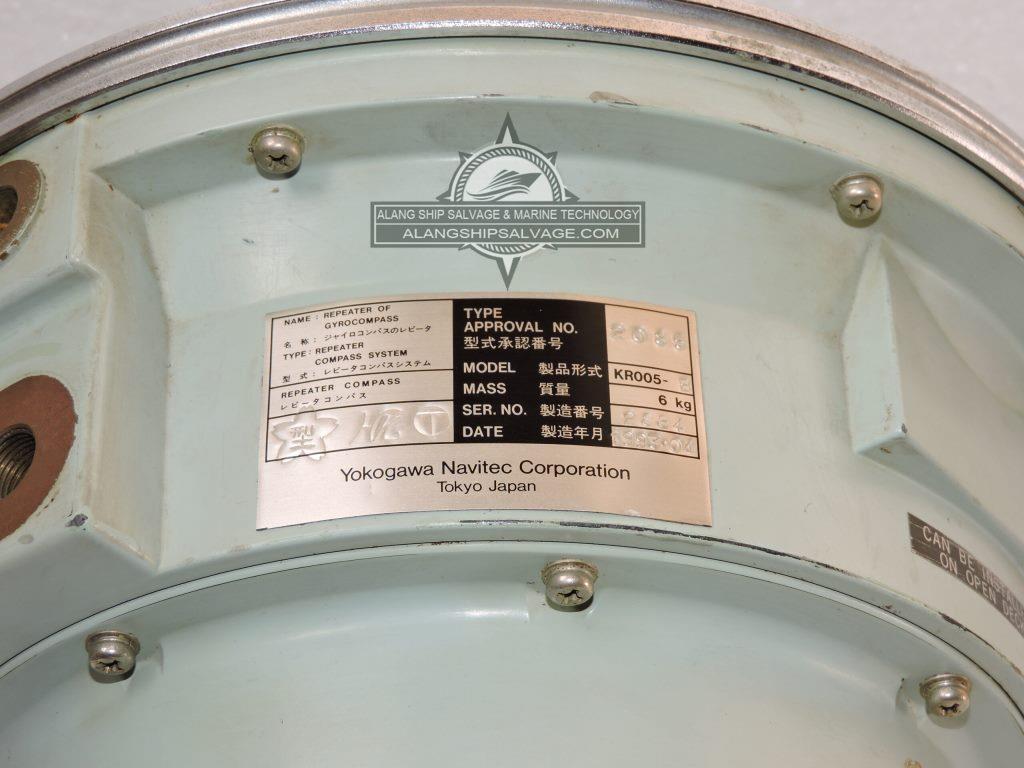 ALANG SHIP SALVAGE & MARINE TECHNOLOGY
ALANGSHIPSALVAGE.COM
NAME : REPEATER OF
GYROCOMPASS
名 称 : ジャイロコンパスのレピータ
TYPE : REPEATER
COMPASS SYSTEM
型 式 : レピータコンパスシステム
REPEATER COMPASS
レピータコンパス
TYPE
APPROVAL NO.
型式承認番号
MODEL 製品形式 KR005-
MASS 質量 6 kg
SER. NO. 製造番号
DATE 製造年月
Yokogawa Navitec Corporation
Tokyo Japan
CAN BE
ON OPEN DECK